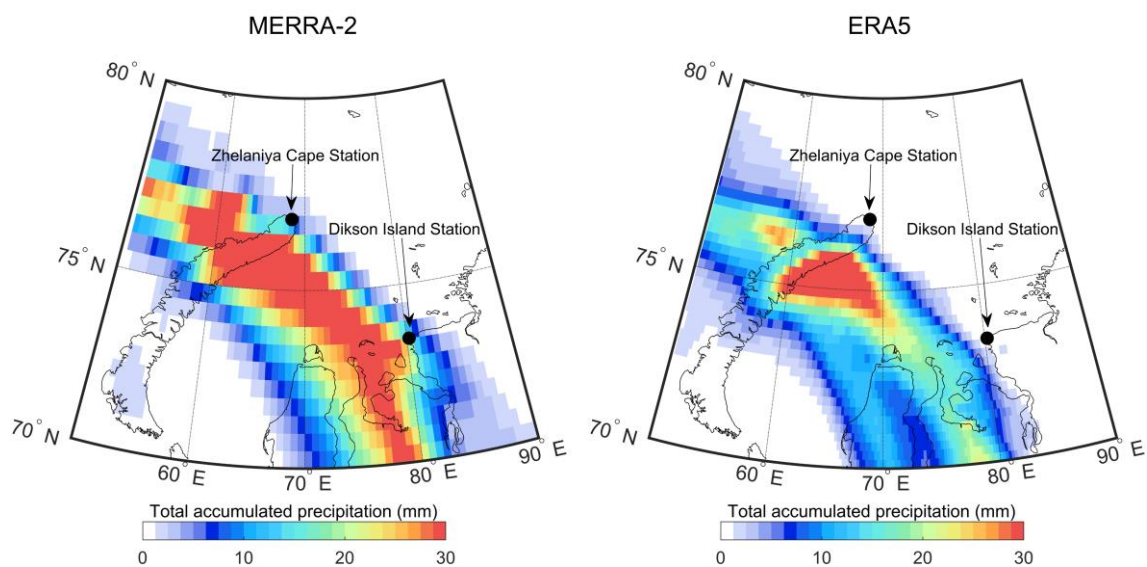 MERRA-2
80° N
75° N
70° N
60° E
70° E
80° E
90° E
Zhelaniya Cape Station
Dikson Island Station
Total accumulated precipitation (mm)
0 10 20 30
ERA5
80° N
75° N
70° N
60° E
70° E
80° E
90° E
Zhelaniya Cape Station
Dikson Island Station
Total accumulated precipitation (mm)
0 10 20 30